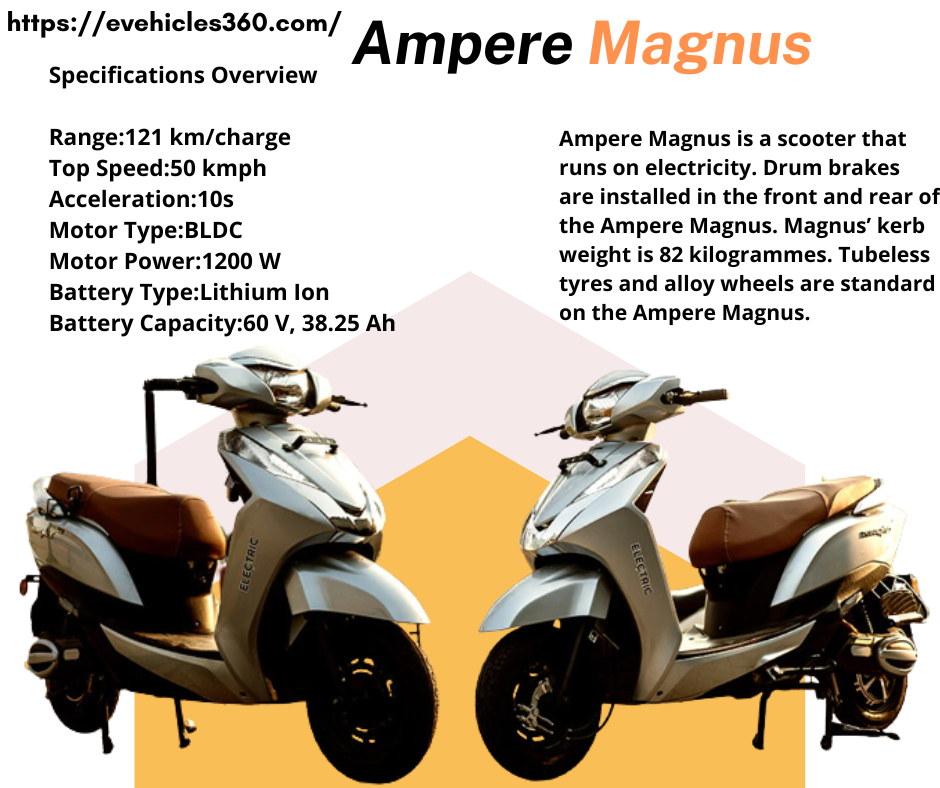 https://evehicles360.com/
Ampere Magnus
Specifications Overview
Range:121 km/charge
Top Speed:50 kmph
Acceleration:10s
Motor Type:BLDC
Motor Power:1200 W
Battery Type:Lithium Ion
Battery Capacity:60 V, 38.25 Ah
Ampere Magnus is a scooter that
runs on electricity. Drum brakes
are installed in the front and rear of
the Ampere Magnus. Magnus’ kerb
weight is 82 kilogrammes. Tubeless
tyres and alloy wheels are standard
on the Ampere Magnus.
ELECTRIC
ELECTRIC